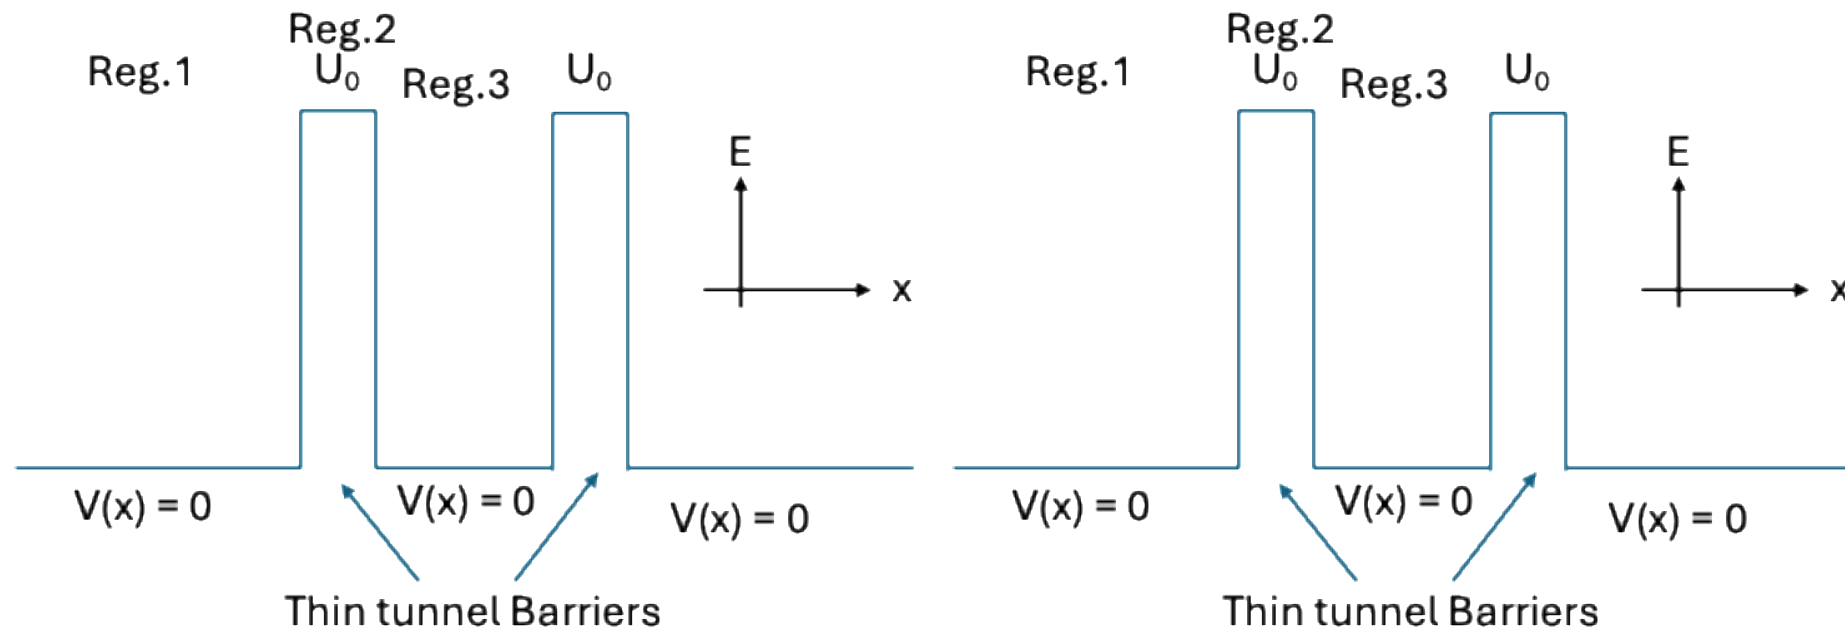 Reg.2
U₀
Reg.1
Reg.3
U₀
E
x
V(x) = 0
V(x) = 0
V(x) = 0
Thin tunnel Barriers
Reg.2
U₀
Reg.1
Reg.3
U₀
E
x
V(x) = 0
V(x) = 0
V(x) = 0
Thin tunnel Barriers